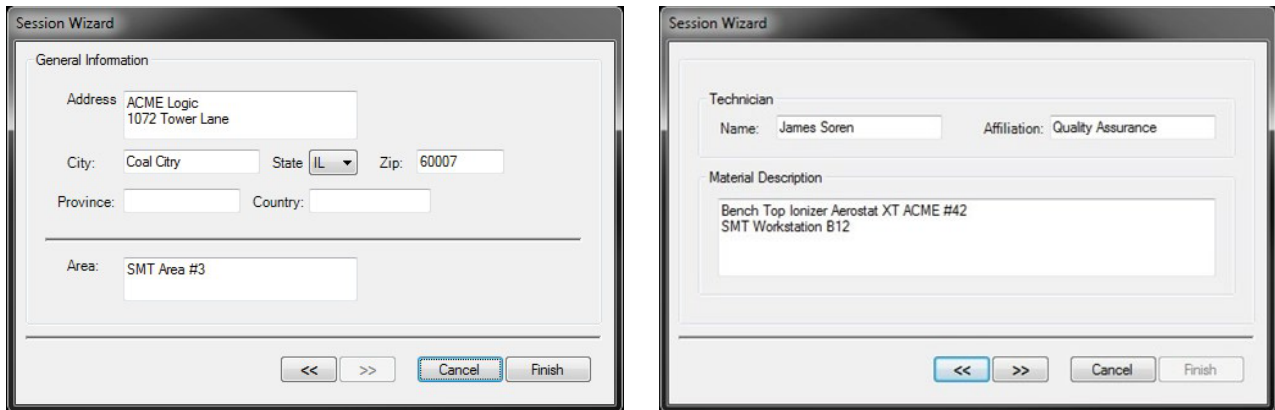 Session Wizard
General Information
Address
ACME Logic
1072 Tower Lane
City: Coal Citry State IL Zip: 60007
Province: Country:
Area: SMT Area #3
<< >> Cancel Finish
Session Wizard
Technician
Name: James Soren Affiliation: Quality Assurance
Material Description
Bench Top Ionizer Aerostat XT ACME #42
SMT Workstation B12
<< >> Cancel Finish